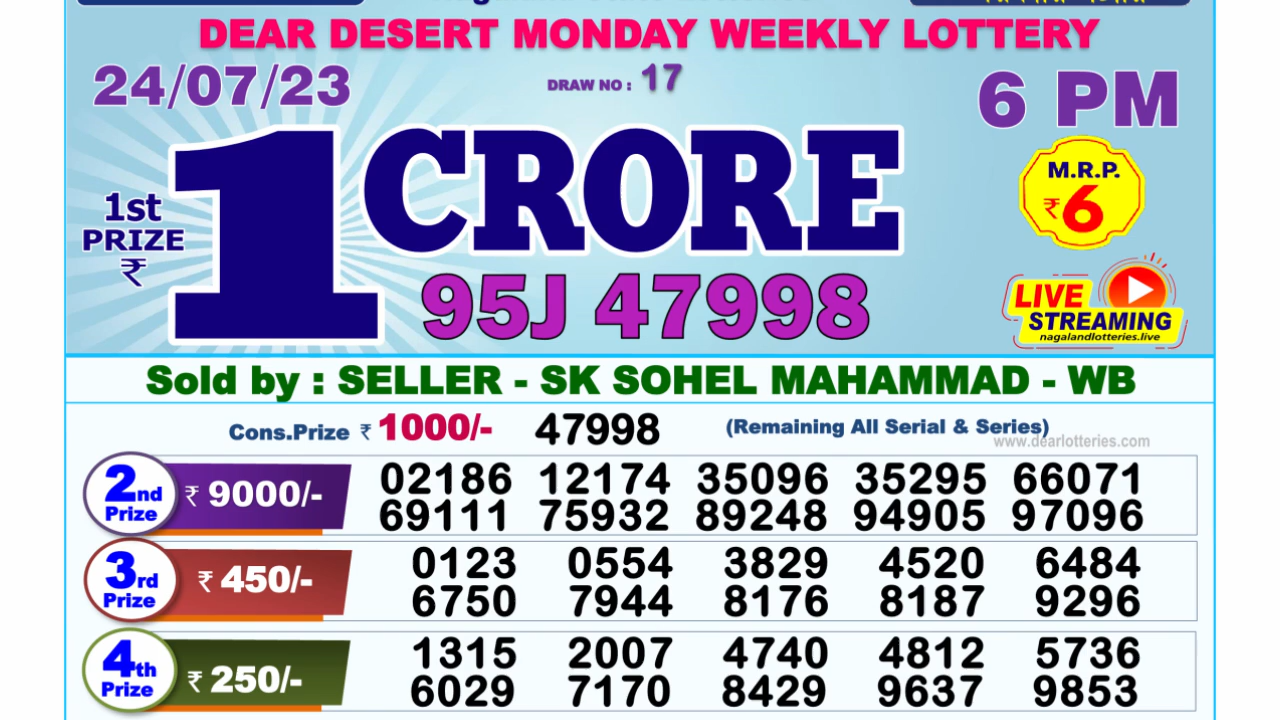 DEAR DESERT MONDAY WEEKLY LOTTERY
24/07/23
DRAW NO : 17
6 PM
1st
PRIZE
₹
1 CRORE
95J 47998
M.R.P.
₹6
LIVE
STREAMING
nagalandlotteries.live
Sold by : SELLER - SK SOHEL MAHAMMAD - WB
Cons.Prize ₹ 1000/- 47998 (Remaining All Serial & Series)
www.dearlotteries.com
2nd Prize ₹ 9000/-
02186 12174 35096 35295 66071
69111 75932 89248 94905 97096
3rd Prize ₹ 450/-
0123 0554 3829 4520 6484
6750 7944 8176 8187 9296
4th Prize ₹ 250/-
1315 2007 4740 4812 5736
6029 7170 8429 9637 9853